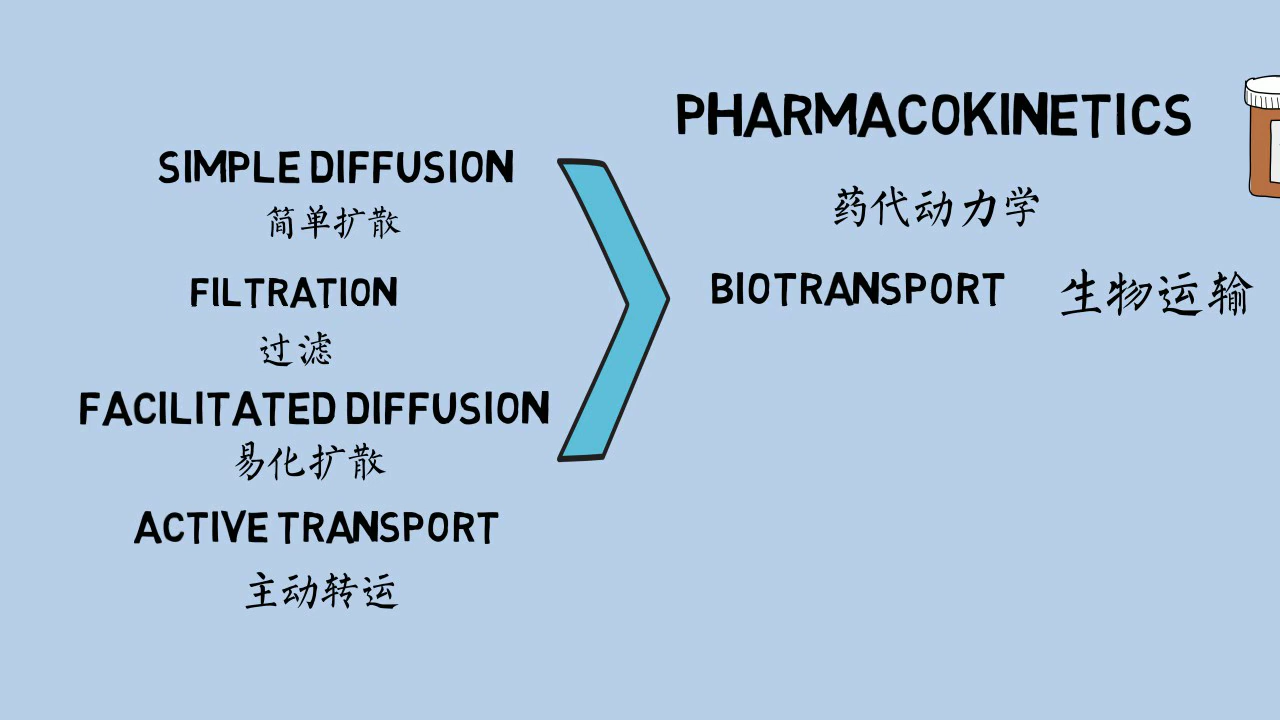 SIMPLE DIFFUSION
简单扩散
FILTRATION
过滤
FACILITATED DIFFUSION
易化扩散
ACTIVE TRANSPORT
主动转运
PHARMACOKINETICS
药代动力学
BIOTRANSPORT 生物运输